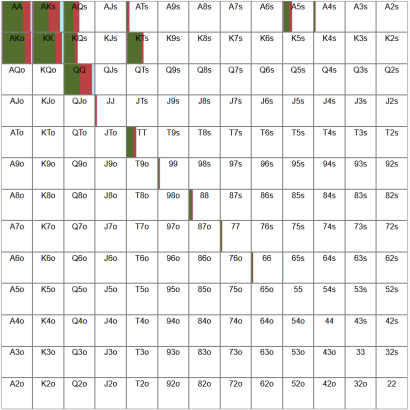 AA AKs AQs AJs ATs A9s A8s A7s A6s A5s A4s A3s A2s
AKo KK KQs KJs KTs K9s K8s K7s K6s K5s K4s K3s K2s
AQo KQo QQ QJs QTs Q9s Q8s Q7s Q6s Q5s Q4s Q3s Q2s
AJo KJo QJo JJ JTs J9s J8s J7s J6s J5s J4s J3s J2s
ATo KTo QTo JTo TT T9s T8s T7s T6s T5s T4s T3s T2s
A9o K9o Q9o J9o T9o 99 98s 97s 96s 95s 94s 93s 92s
A8o K8o Q8o J8o T8o 98o 88 87s 86s 85s 84s 83s 82s
A7o K7o Q7o J7o T7o 97o 87o 77 76s 75s 74s 73s 72s
A6o K6o Q6o J6o T6o 96o 86o 76o 66 65s 64s 63s 62s
A5o K5o Q5o J5o T5o 95o 85o 75o 65o 55 54s 53s 52s
A4o K4o Q4o J4o T4o 94o 84o 74o 64o 54o 44 43s 42s
A3o K3o Q3o J3o T3o 93o 83o 73o 63o 53o 43o 33 32s
A2o K2o Q2o J2o T2o 92o 82o 72o 62o 52o 42o 32o 22